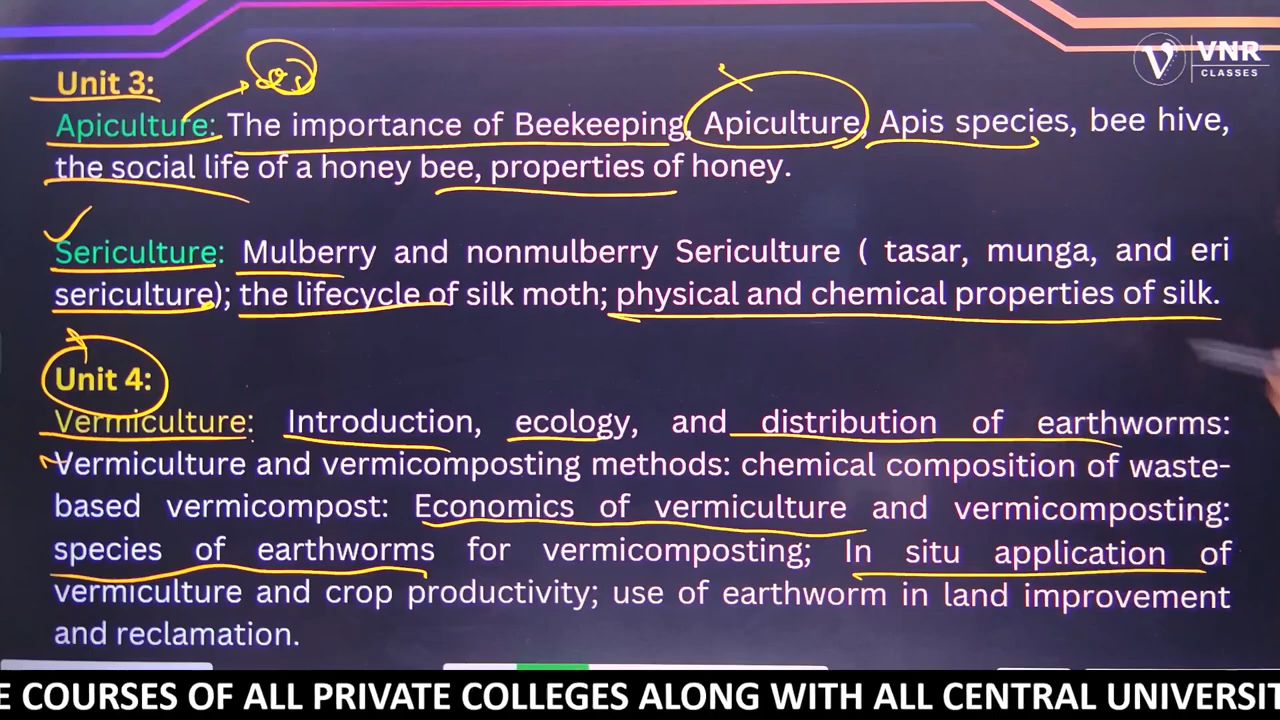 VNR
CLASSES
Unit 3:
Apiculture: The importance of Beekeeping, Apiculture, Apis species, bee hive,
the social life of a honey bee, properties of honey.
Sericulture: Mulberry and nonmulberry Sericulture ( tasar, munga, and eri
sericulture); the lifecycle of silk moth; physical and chemical properties of silk.
Unit 4:
Vermiculture: Introduction, ecology, and distribution of earthworms:
Vermiculture and vermicomposting methods: chemical composition of waste-
based vermicompost: Economics of vermiculture and vermicomposting:
species of earthworms for vermicomposting; In situ application of
vermiculture and crop productivity; use of earthworm in land improvement
and reclamation.
E COURSES OF ALL PRIVATE COLLEGES ALONG WITH ALL CENTRAL UNIVERSIT